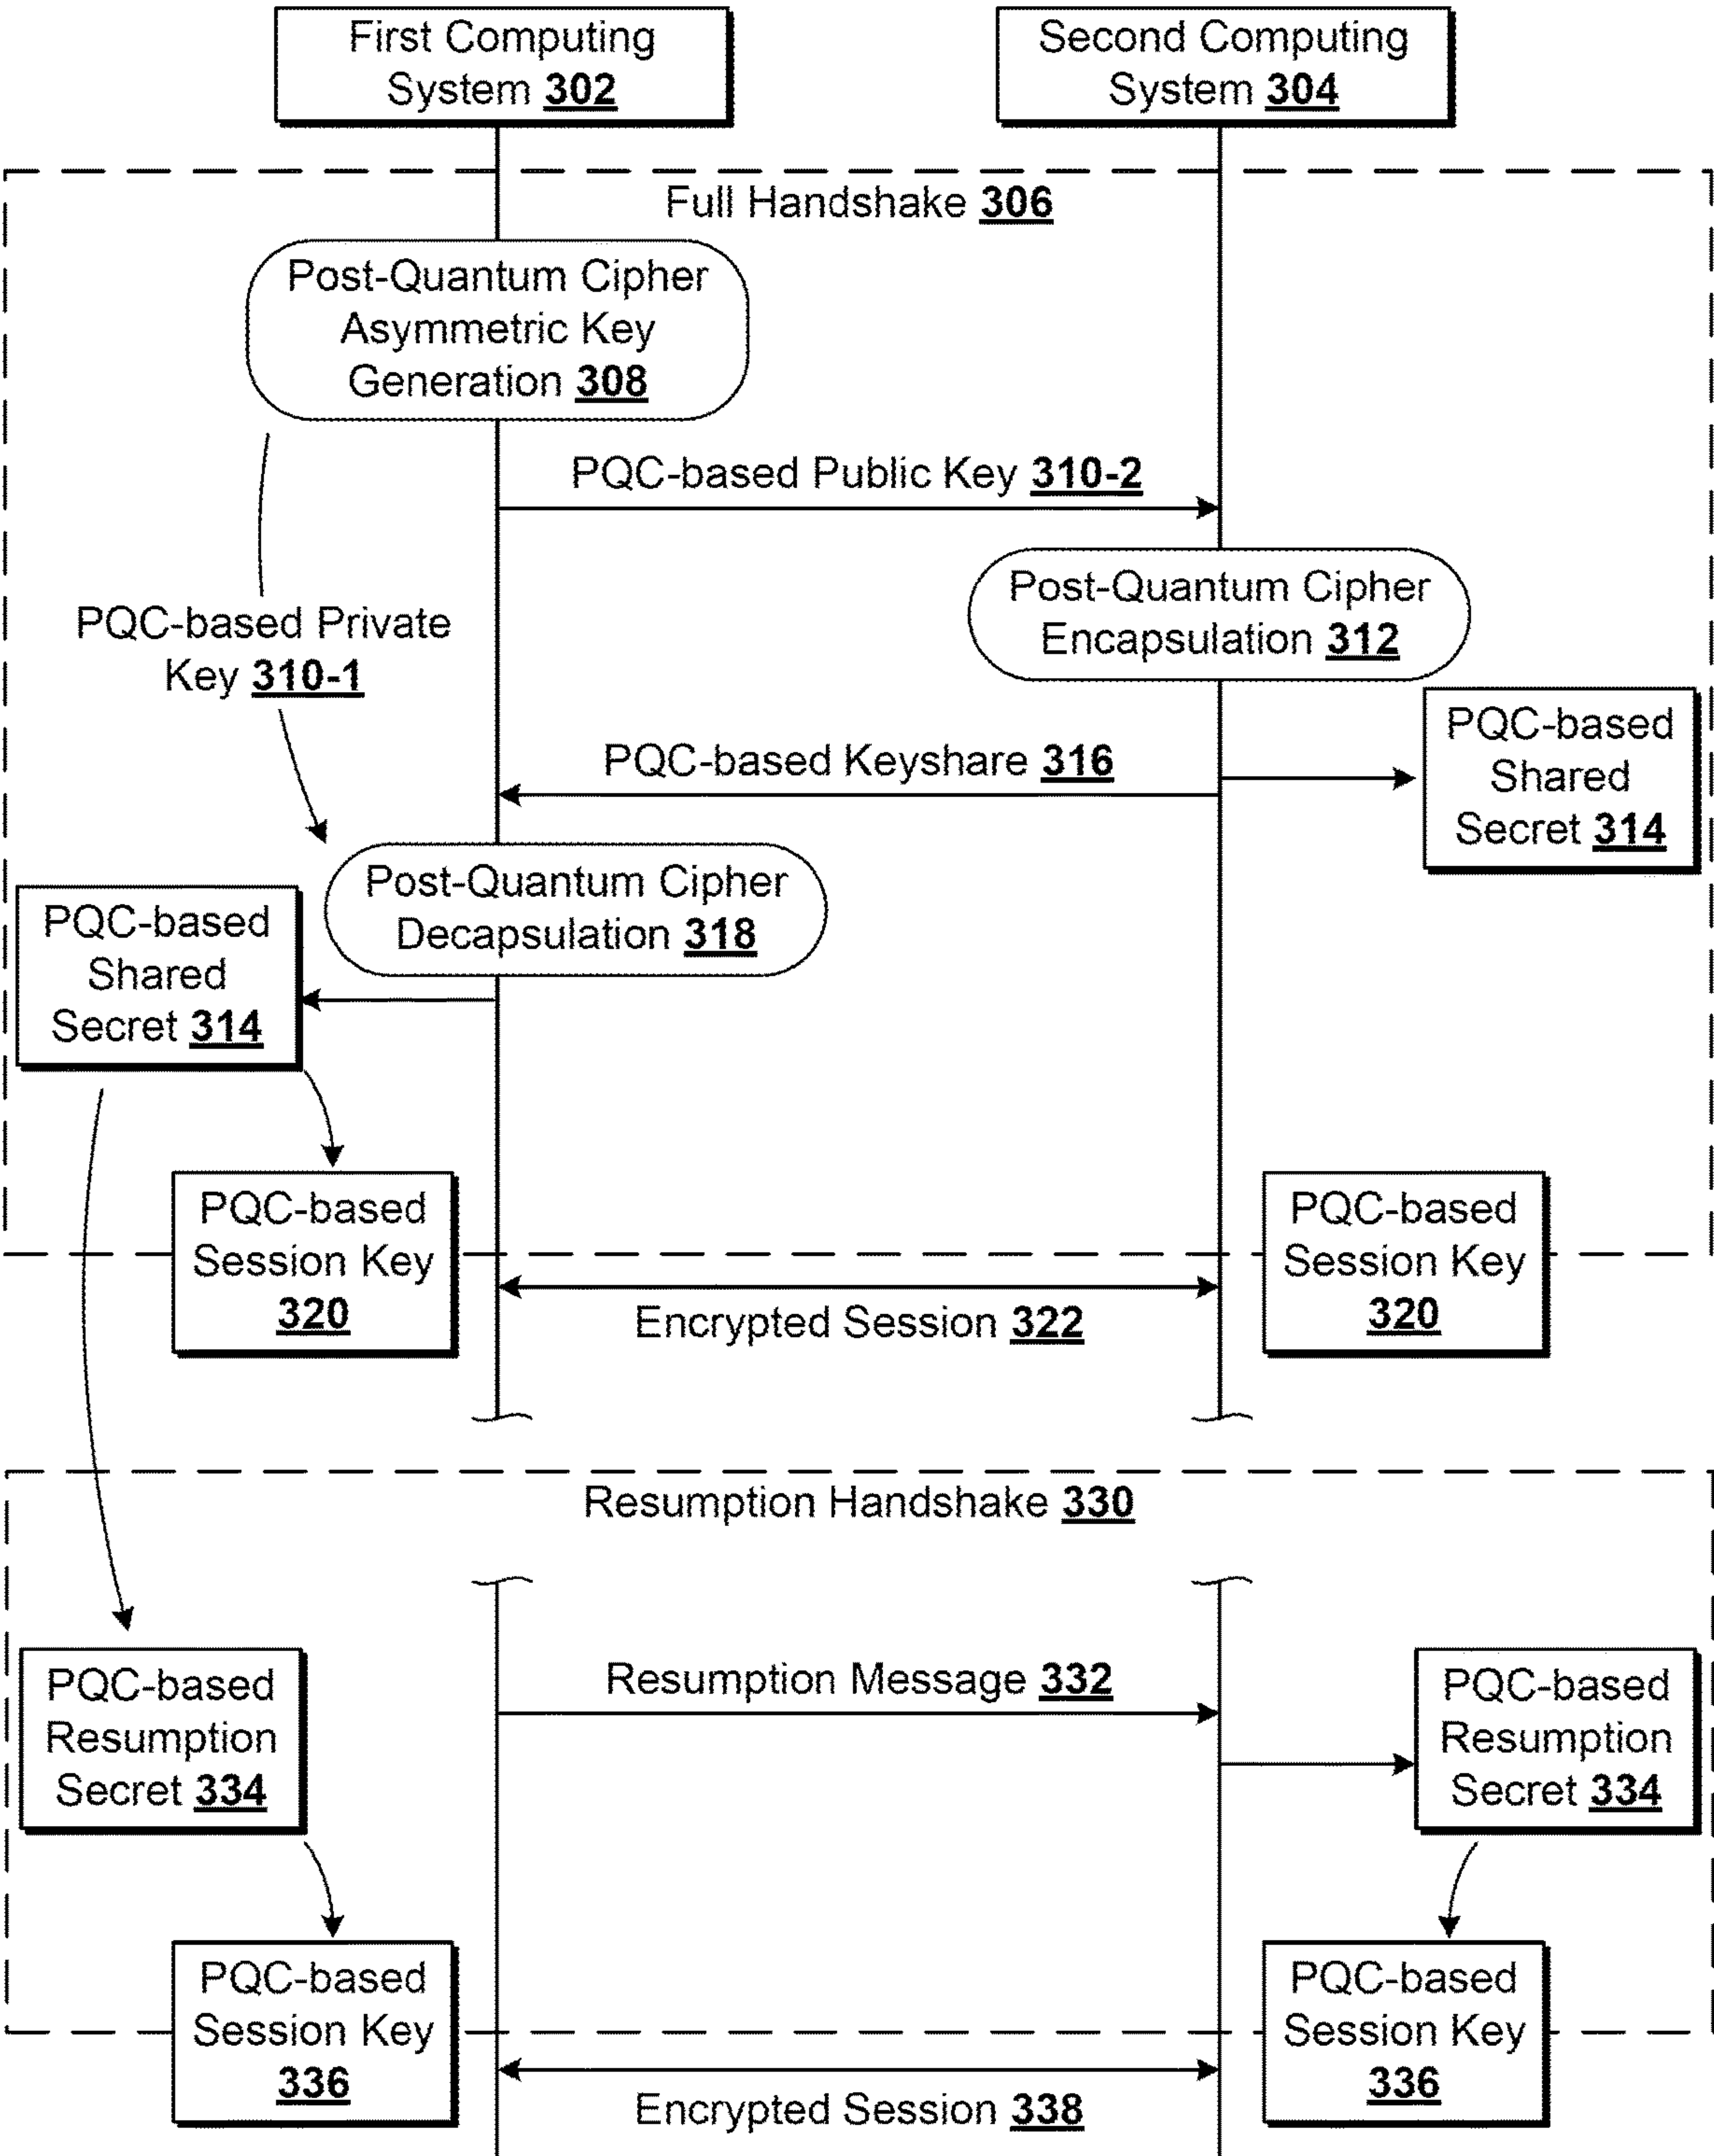 First Computing
System 302
Second Computing
System 304
Full Handshake 306
Post-Quantum Cipher
Asymmetric Key
Generation 308
PQC-based Public Key 310-2
Post-Quantum Cipher
Encapsulation 312
PQC-based Private
Key 310-1
PQC-based Keyshare 316
PQC-based
Shared
Secret 314
Post-Quantum Cipher
Decapsulation 318
PQC-based
Shared
Secret 314
PQC-based
Session Key
320
PQC-based
Session Key
320
Encrypted Session 322
Resumption Handshake 330
PQC-based
Resumption
Secret 334
Resumption Message 332
PQC-based
Resumption
Secret 334
PQC-based
Session Key
336
PQC-based
Session Key
336
Encrypted Session 338